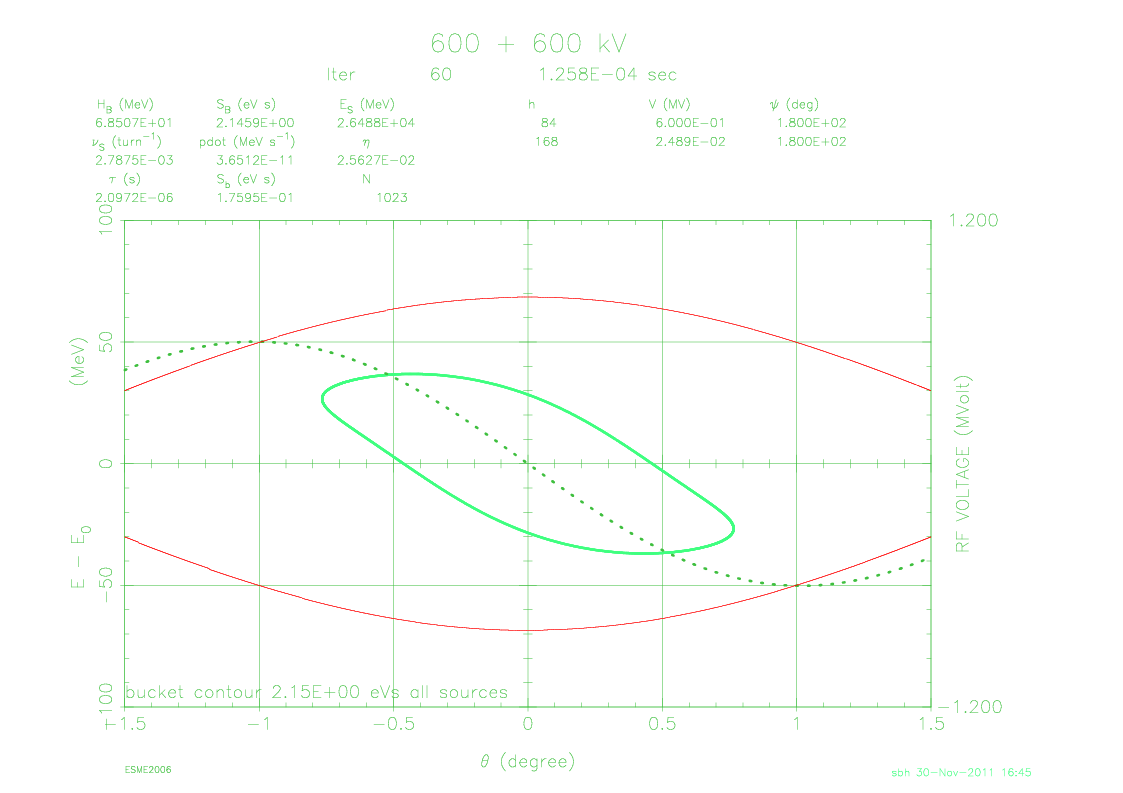 600 + 600 kV
Iter 60 1.258E−04 sec
H_B (MeV) S_B (eV s) E_S (MeV) h V (MV) ψ (deg)
6.8507E+01 2.1459E+00 2.6488E+04 84 6.000E−01 1.800E+02
ν_S (turn⁻¹) pdot (MeV s⁻¹) η 168 2.489E−02 1.800E+02
2.7875E−03 3.6512E−11 2.5627E−02
τ (s) S_b (eV s) N
2.0972E−06 1.7595E−01 1023
100 1.200
50
(MeV)
0
RF VOLTAGE (MVolt)
E − E_0
−50
bucket contour 2.15E+00 eVs all sources
−100 −1.200
−1.5 −1 −0.5 0 0.5 1 1.5
θ (degree)
ESME2006 sbh 30−Nov−2011 16:45